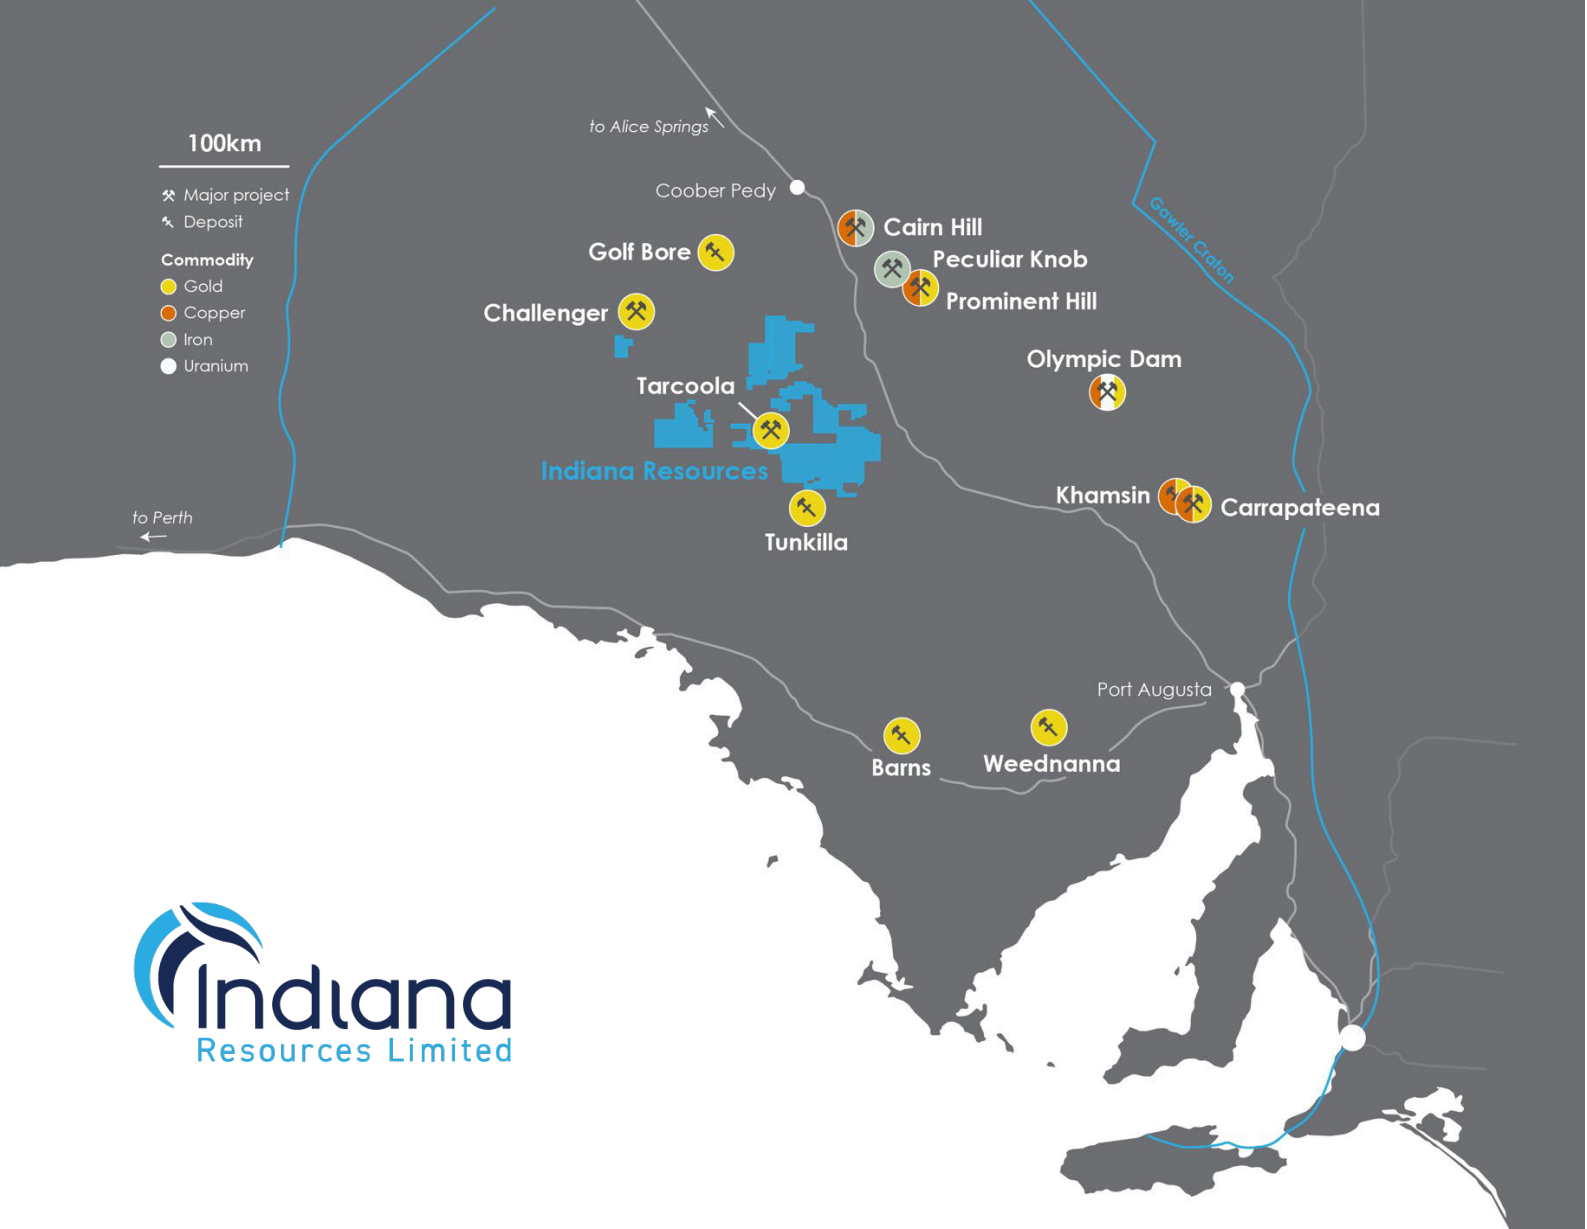 to Alice Springs
100km
Coober Pedy
Major project
Deposit
Commodity
Gold
Copper
Iron
Uranium
Gawler Craton
Cairn Hill
Golf Bore
Peculiar Knob
Prominent Hill
Challenger
Olympic Dam
Tarcoola
Indiana Resources
Khamsin
Carrapateena
to Perth
Tunkilla
Port Augusta
Barns
Weednanna
Indiana
Resources Limited